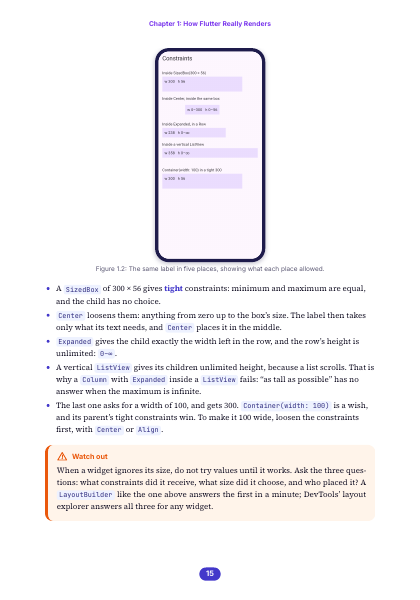 Chapter 1: How Flutter Really Renders
Constraints
Inside SizedBox(300 × 56)
w 300 h 56
Inside Center, inside the same box
w 0–300 h 0–56
Inside Expanded, in a Row
w 238 h 0–∞
Inside a vertical ListView
w 358 h 0–∞
Container(width: 100) in a tight 300
w 300 h 56
Figure 1.2: The same label in five places, showing what each place allowed.
• A SizedBox of 300 × 56 gives tight constraints: minimum and maximum are equal,
and the child has no choice.
• Center loosens them: anything from zero up to the box’s size. The label then takes
only what its text needs, and Center places it in the middle.
• Expanded gives the child exactly the width left in the row, and the row’s height is
unlimited: 0–∞.
• A vertical ListView gives its children unlimited height, because a list scrolls. That is
why a Column with Expanded inside a ListView fails: “as tall as possible” has no
answer when the maximum is infinite.
• The last one asks for a width of 100, and gets 300. Container(width: 100) is a wish,
and its parent’s tight constraints win. To make it 100 wide, loosen the constraints
first, with Center or Align.
Watch out
When a widget ignores its size, do not try values until it works. Ask the three ques-
tions: what constraints did it receive, what size did it choose, and who placed it? A
LayoutBuilder like the one above answers the first in a minute; DevTools’ layout
explorer answers all three for any widget.
15